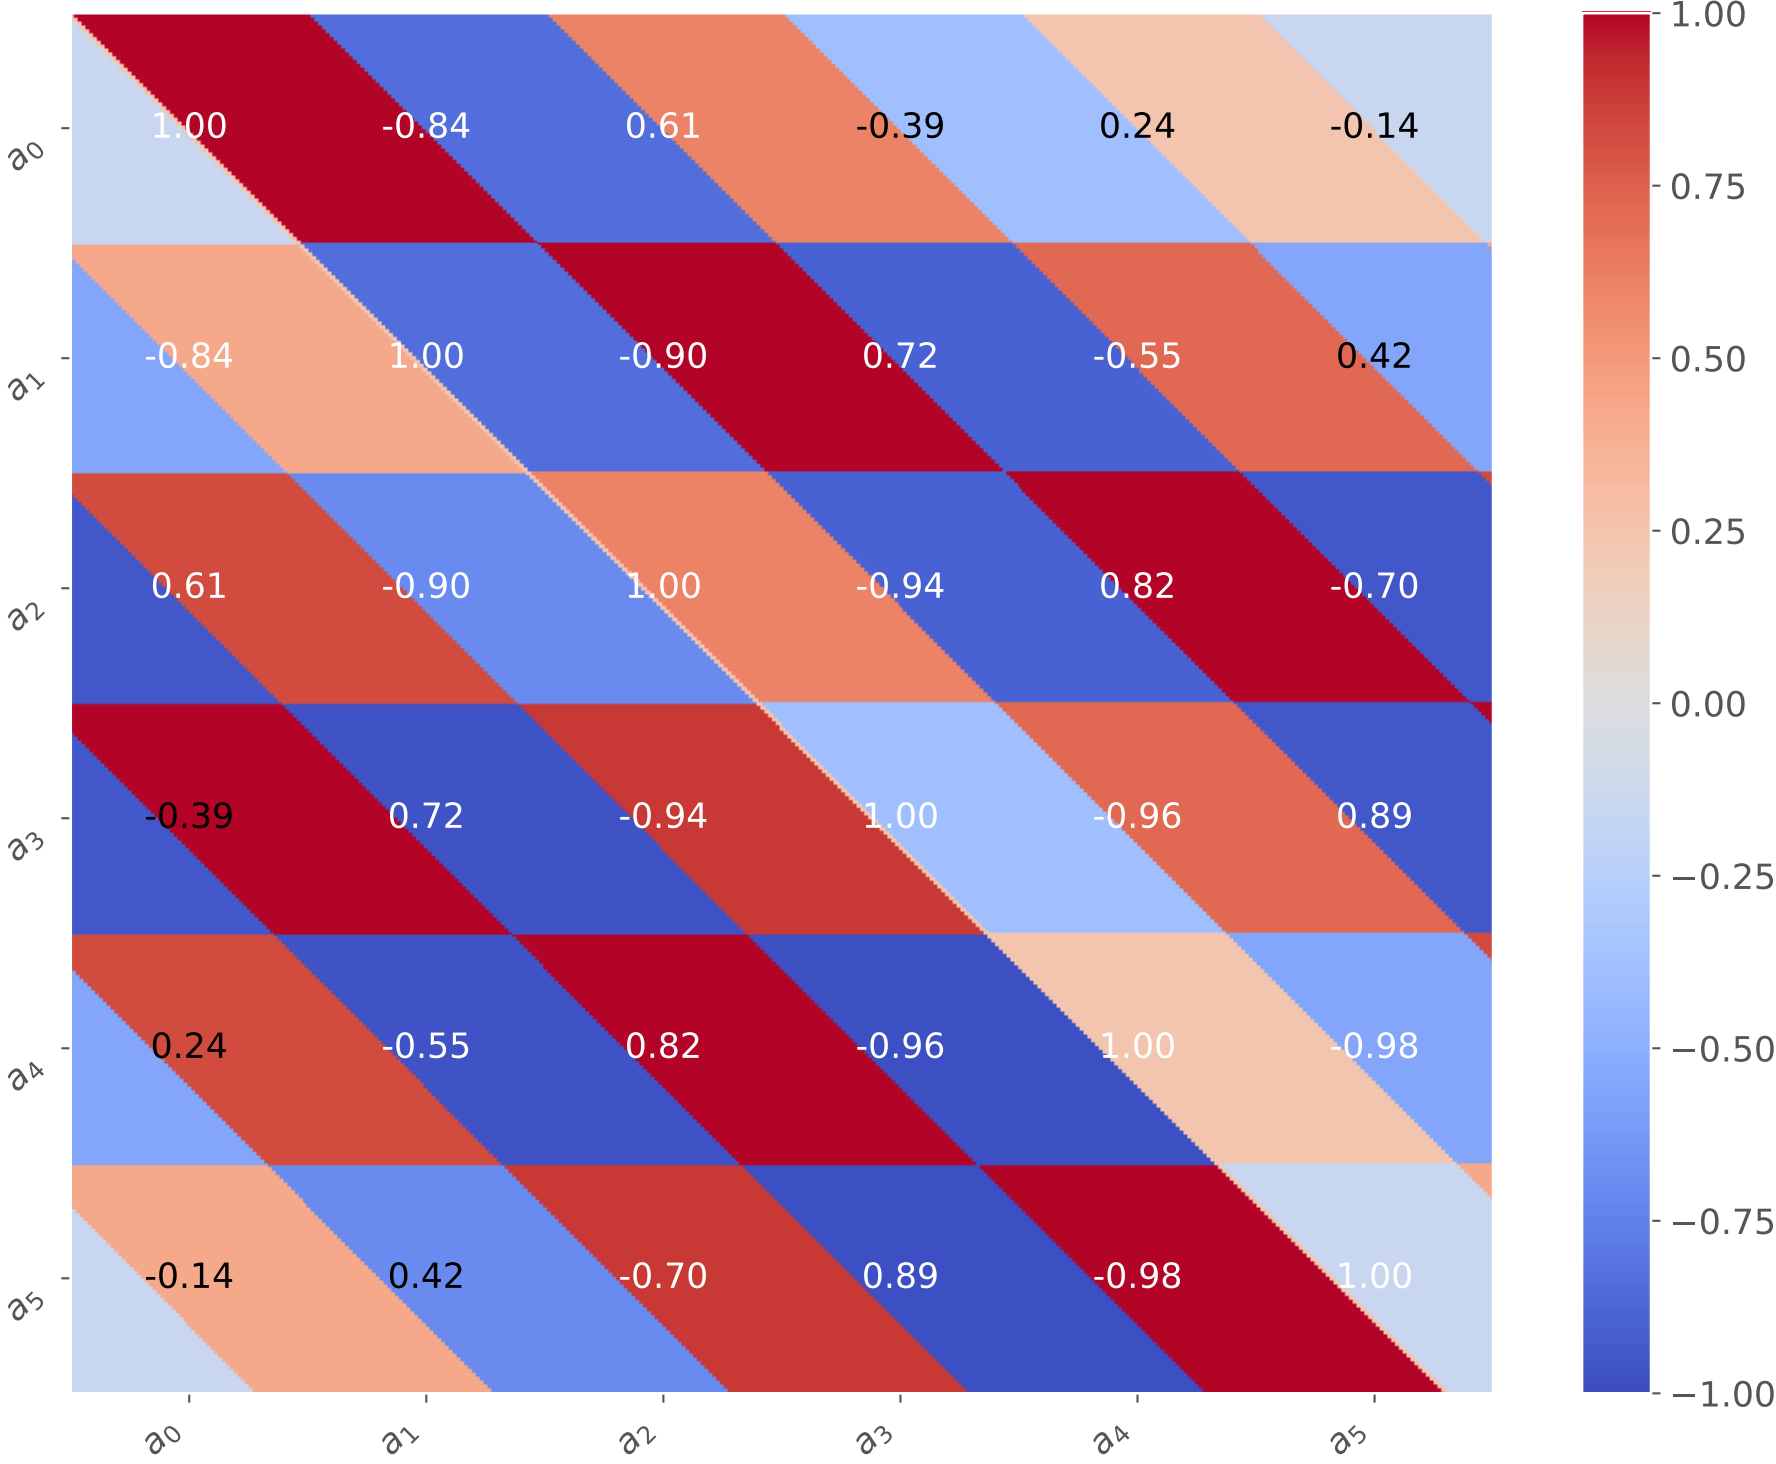 1.00
1.00 -0.84 0.61 -0.39 0.24 -0.14
a₀
0.75
-0.84 1.00 -0.90 0.72 -0.55 0.42
a₁
0.50
0.25
0.61 -0.90 1.00 -0.94 0.82 -0.70
a₂
0.00
-0.39 0.72 -0.94 1.00 -0.96 0.89
a₃
−0.25
0.24 -0.55 0.82 -0.96 1.00 -0.98
a₄
−0.50
−0.75
-0.14 0.42 -0.70 0.89 -0.98 1.00
a₅
−1.00
a₀ a₁ a₂ a₃ a₄ a₅